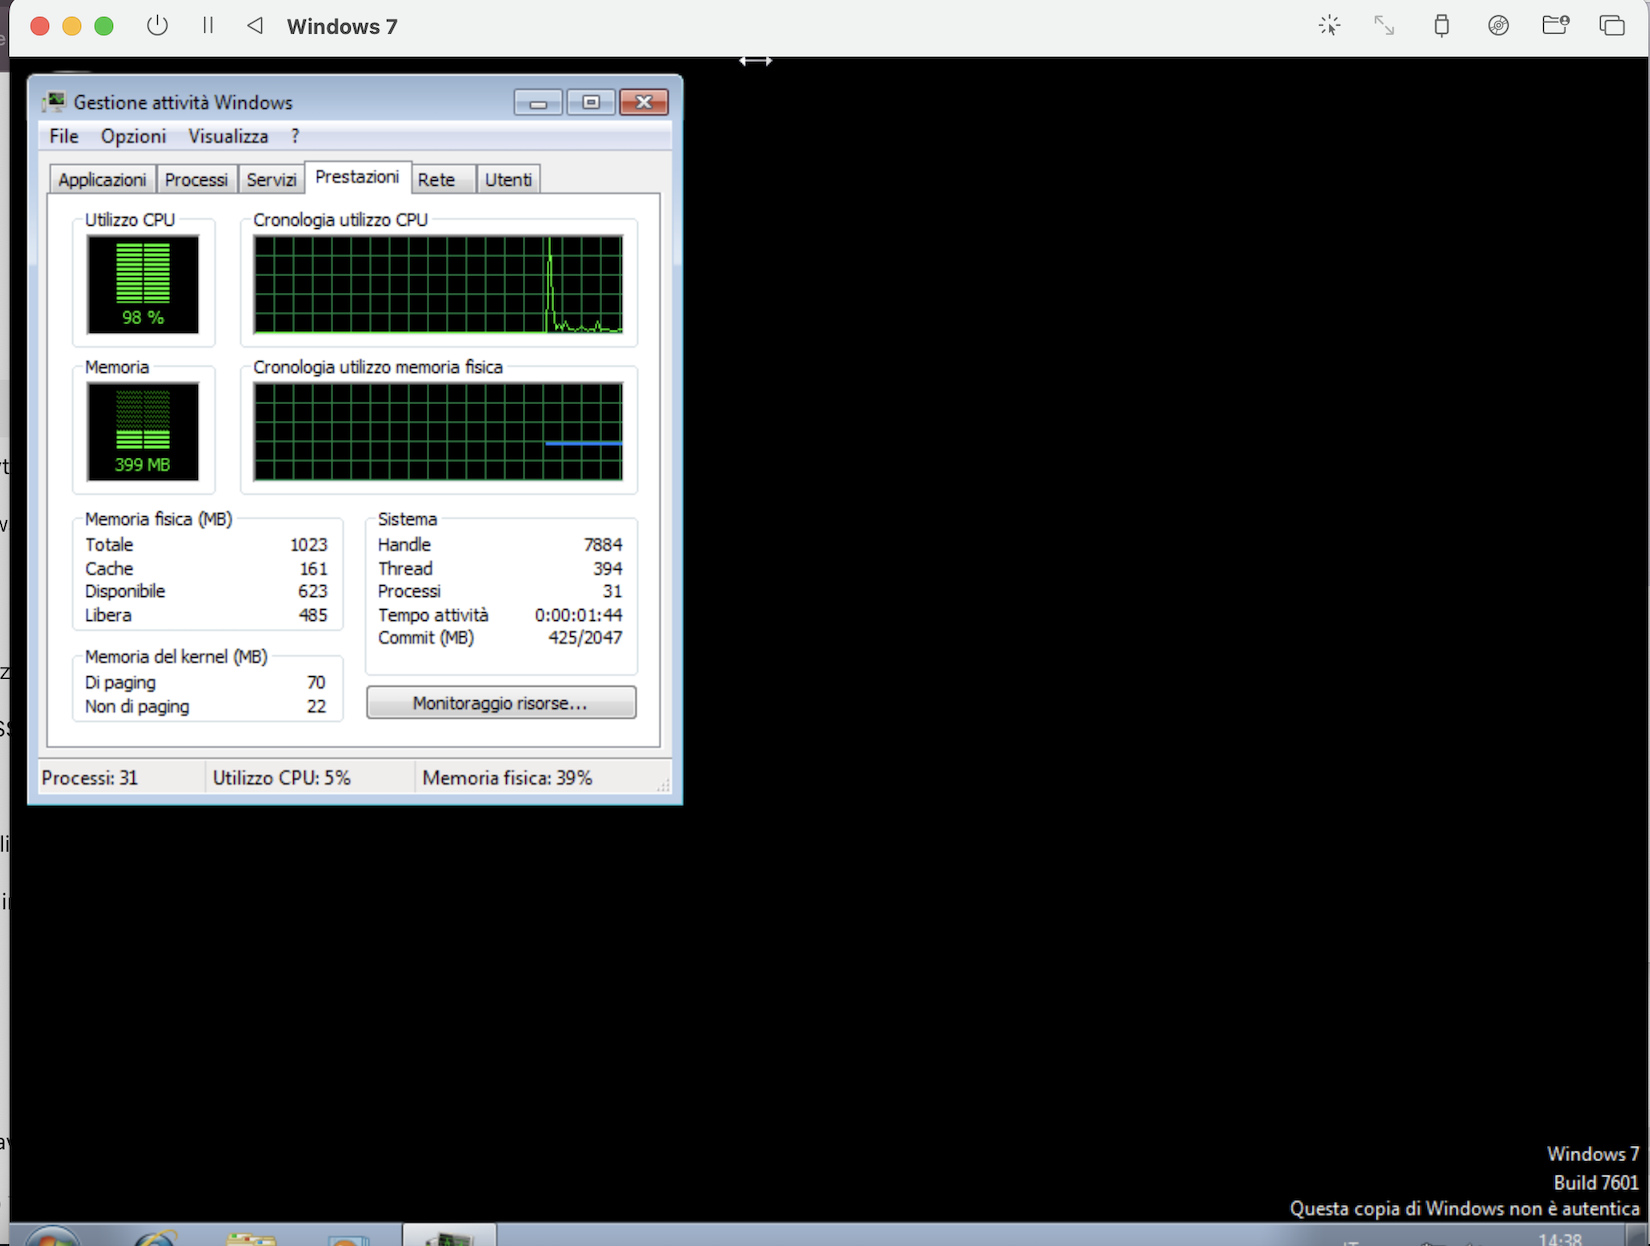 Windows 7
Gestione attività Windows
File Opzioni Visualizza ?
Applicazioni Processi Servizi Prestazioni Rete Utenti
Utilizzo CPU
98 %
Cronologia utilizzo CPU
Memoria
399 MB
Cronologia utilizzo memoria fisica
Memoria fisica (MB)
Totale 1023
Cache 161
Disponibile 623
Libera 485
Memoria del kernel (MB)
Di paging 70
Non di paging 22
Sistema
Handle 7884
Thread 394
Processi 31
Tempo attività 0:00:01:44
Commit (MB) 425/2047
Monitoraggio risorse...
Processi: 31 Utilizzo CPU: 5% Memoria fisica: 39%
Windows 7
Build 7601
Questa copia di Windows non è autentica
14:38